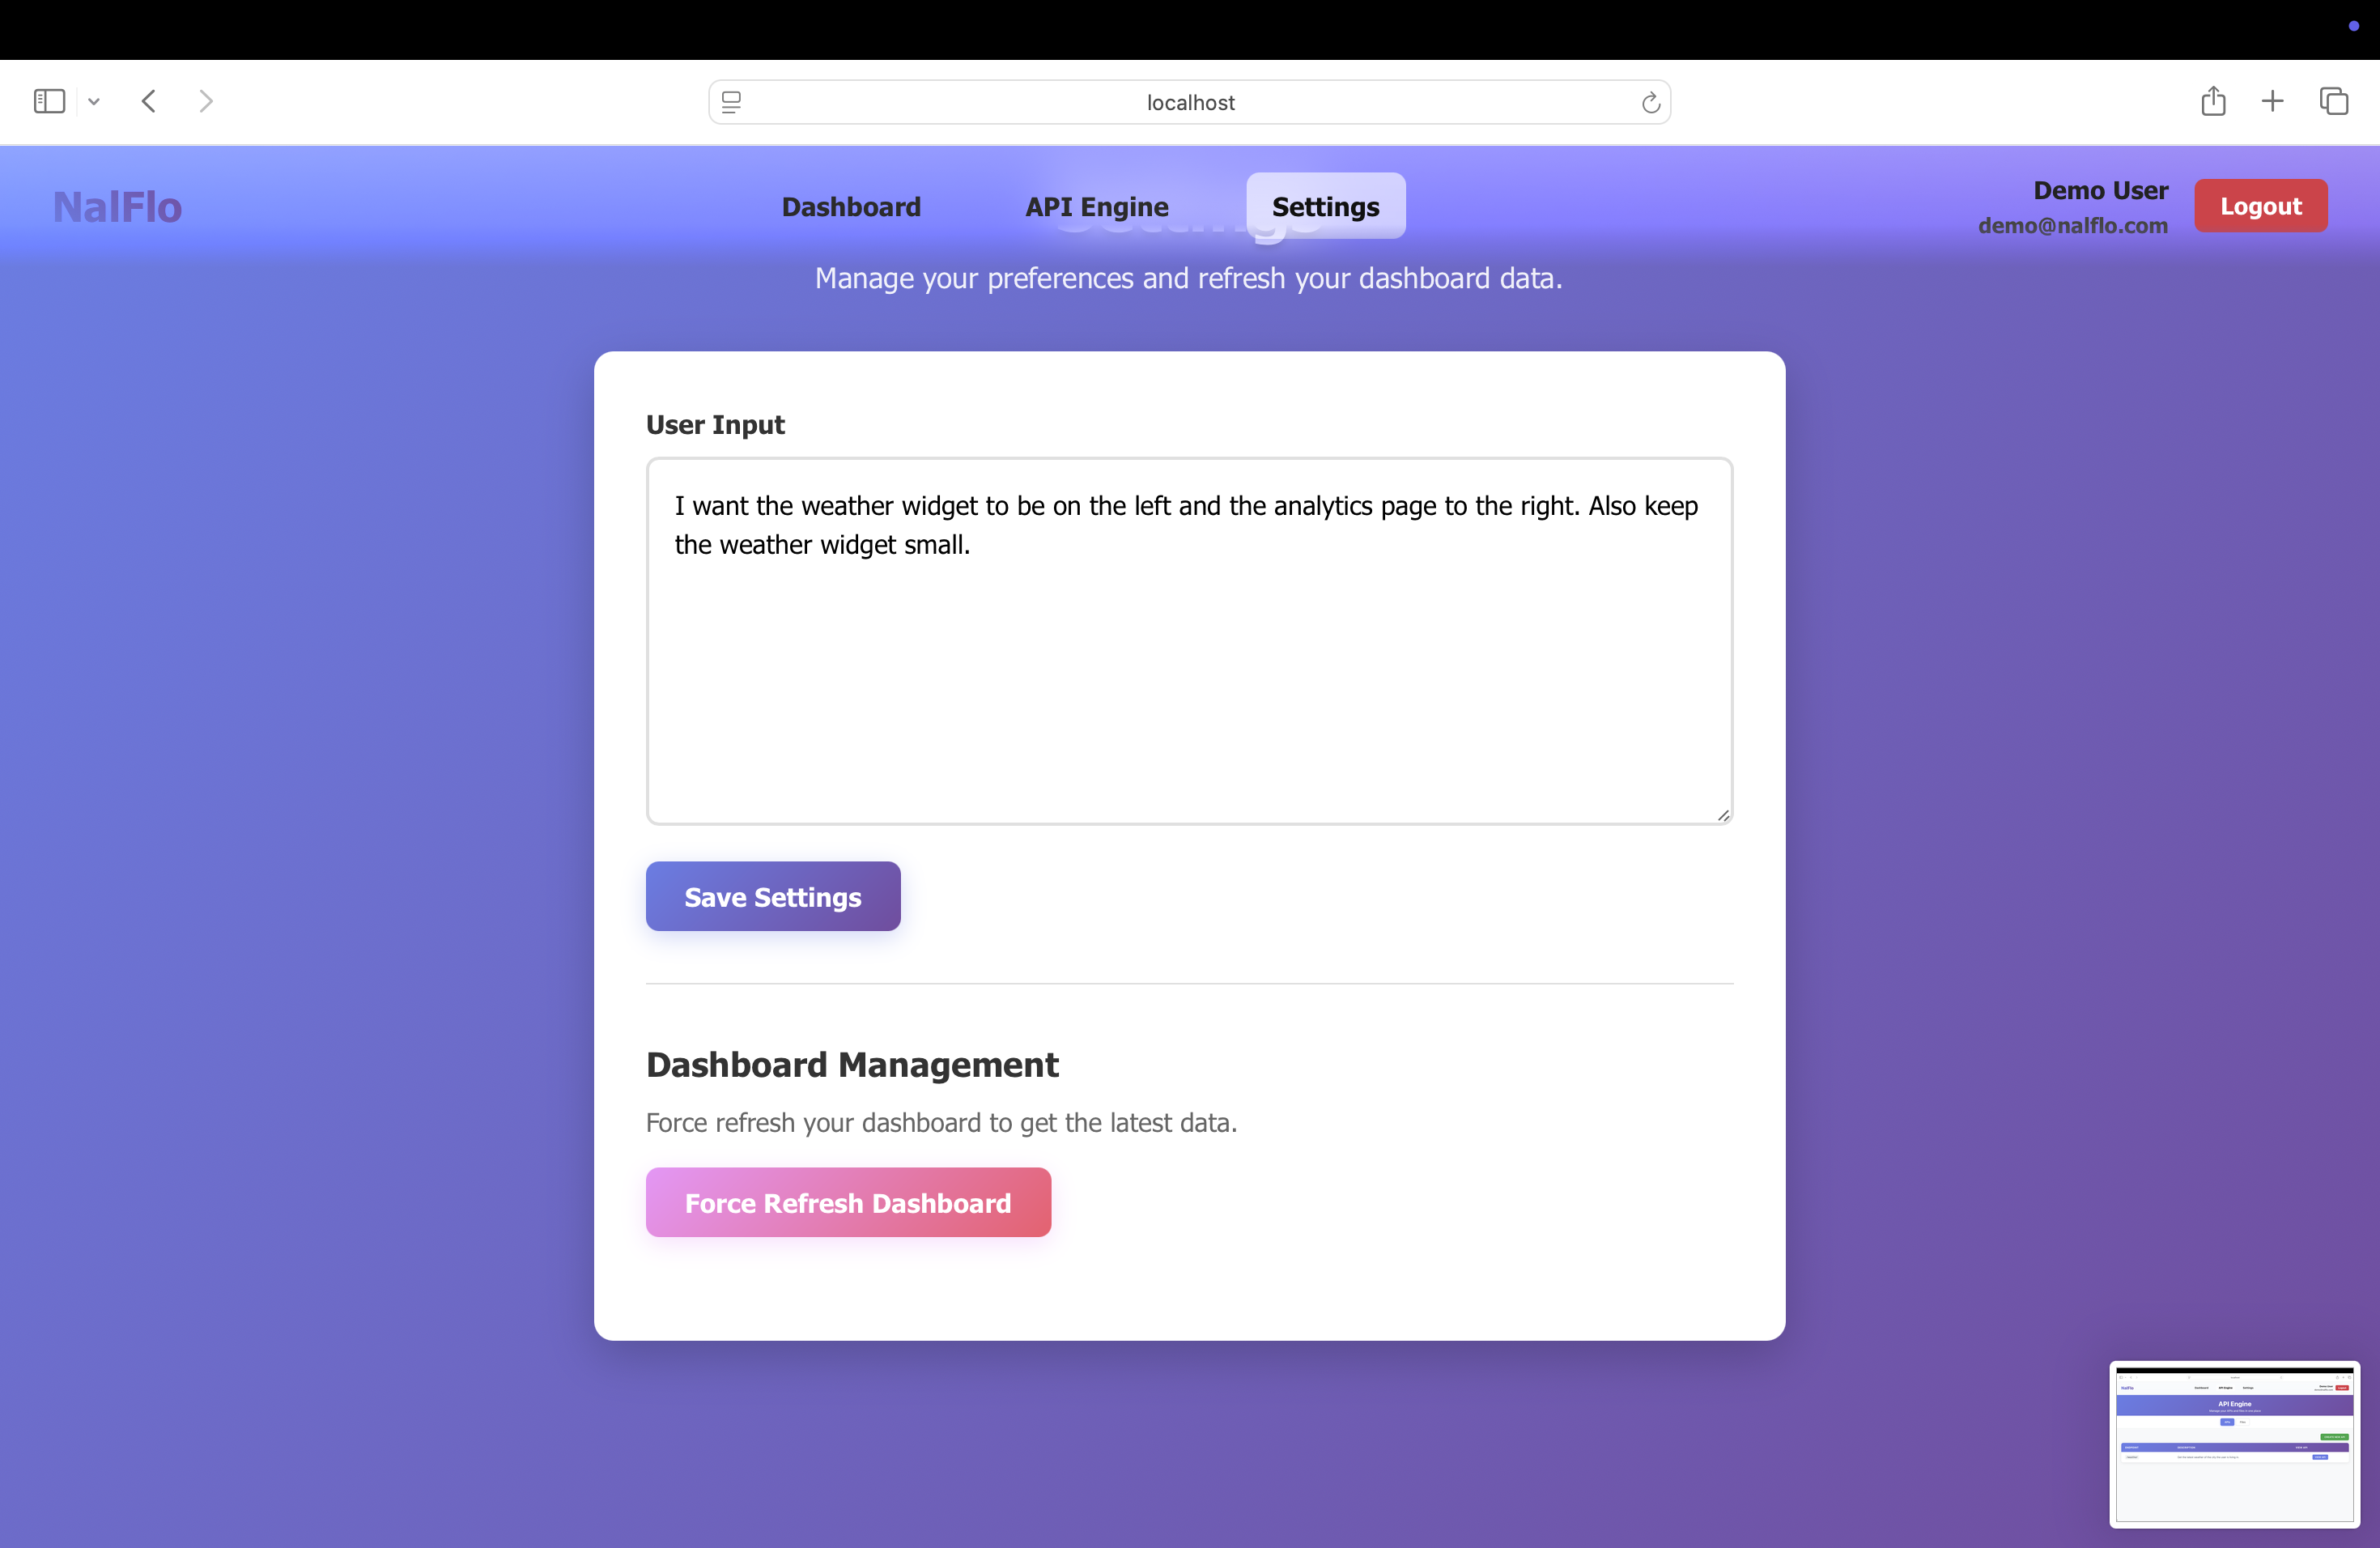 localhost
NalFlo
Dashboard
API Engine
Settings
Demo User
demo@nalflo.com
Logout
Settings
Manage your preferences and refresh your dashboard data.
User Input
I want the weather widget to be on the left and the analytics page to the right. Also keep
the weather widget small.
Save Settings
Dashboard Management
Force refresh your dashboard to get the latest data.
Force Refresh Dashboard
API Engine